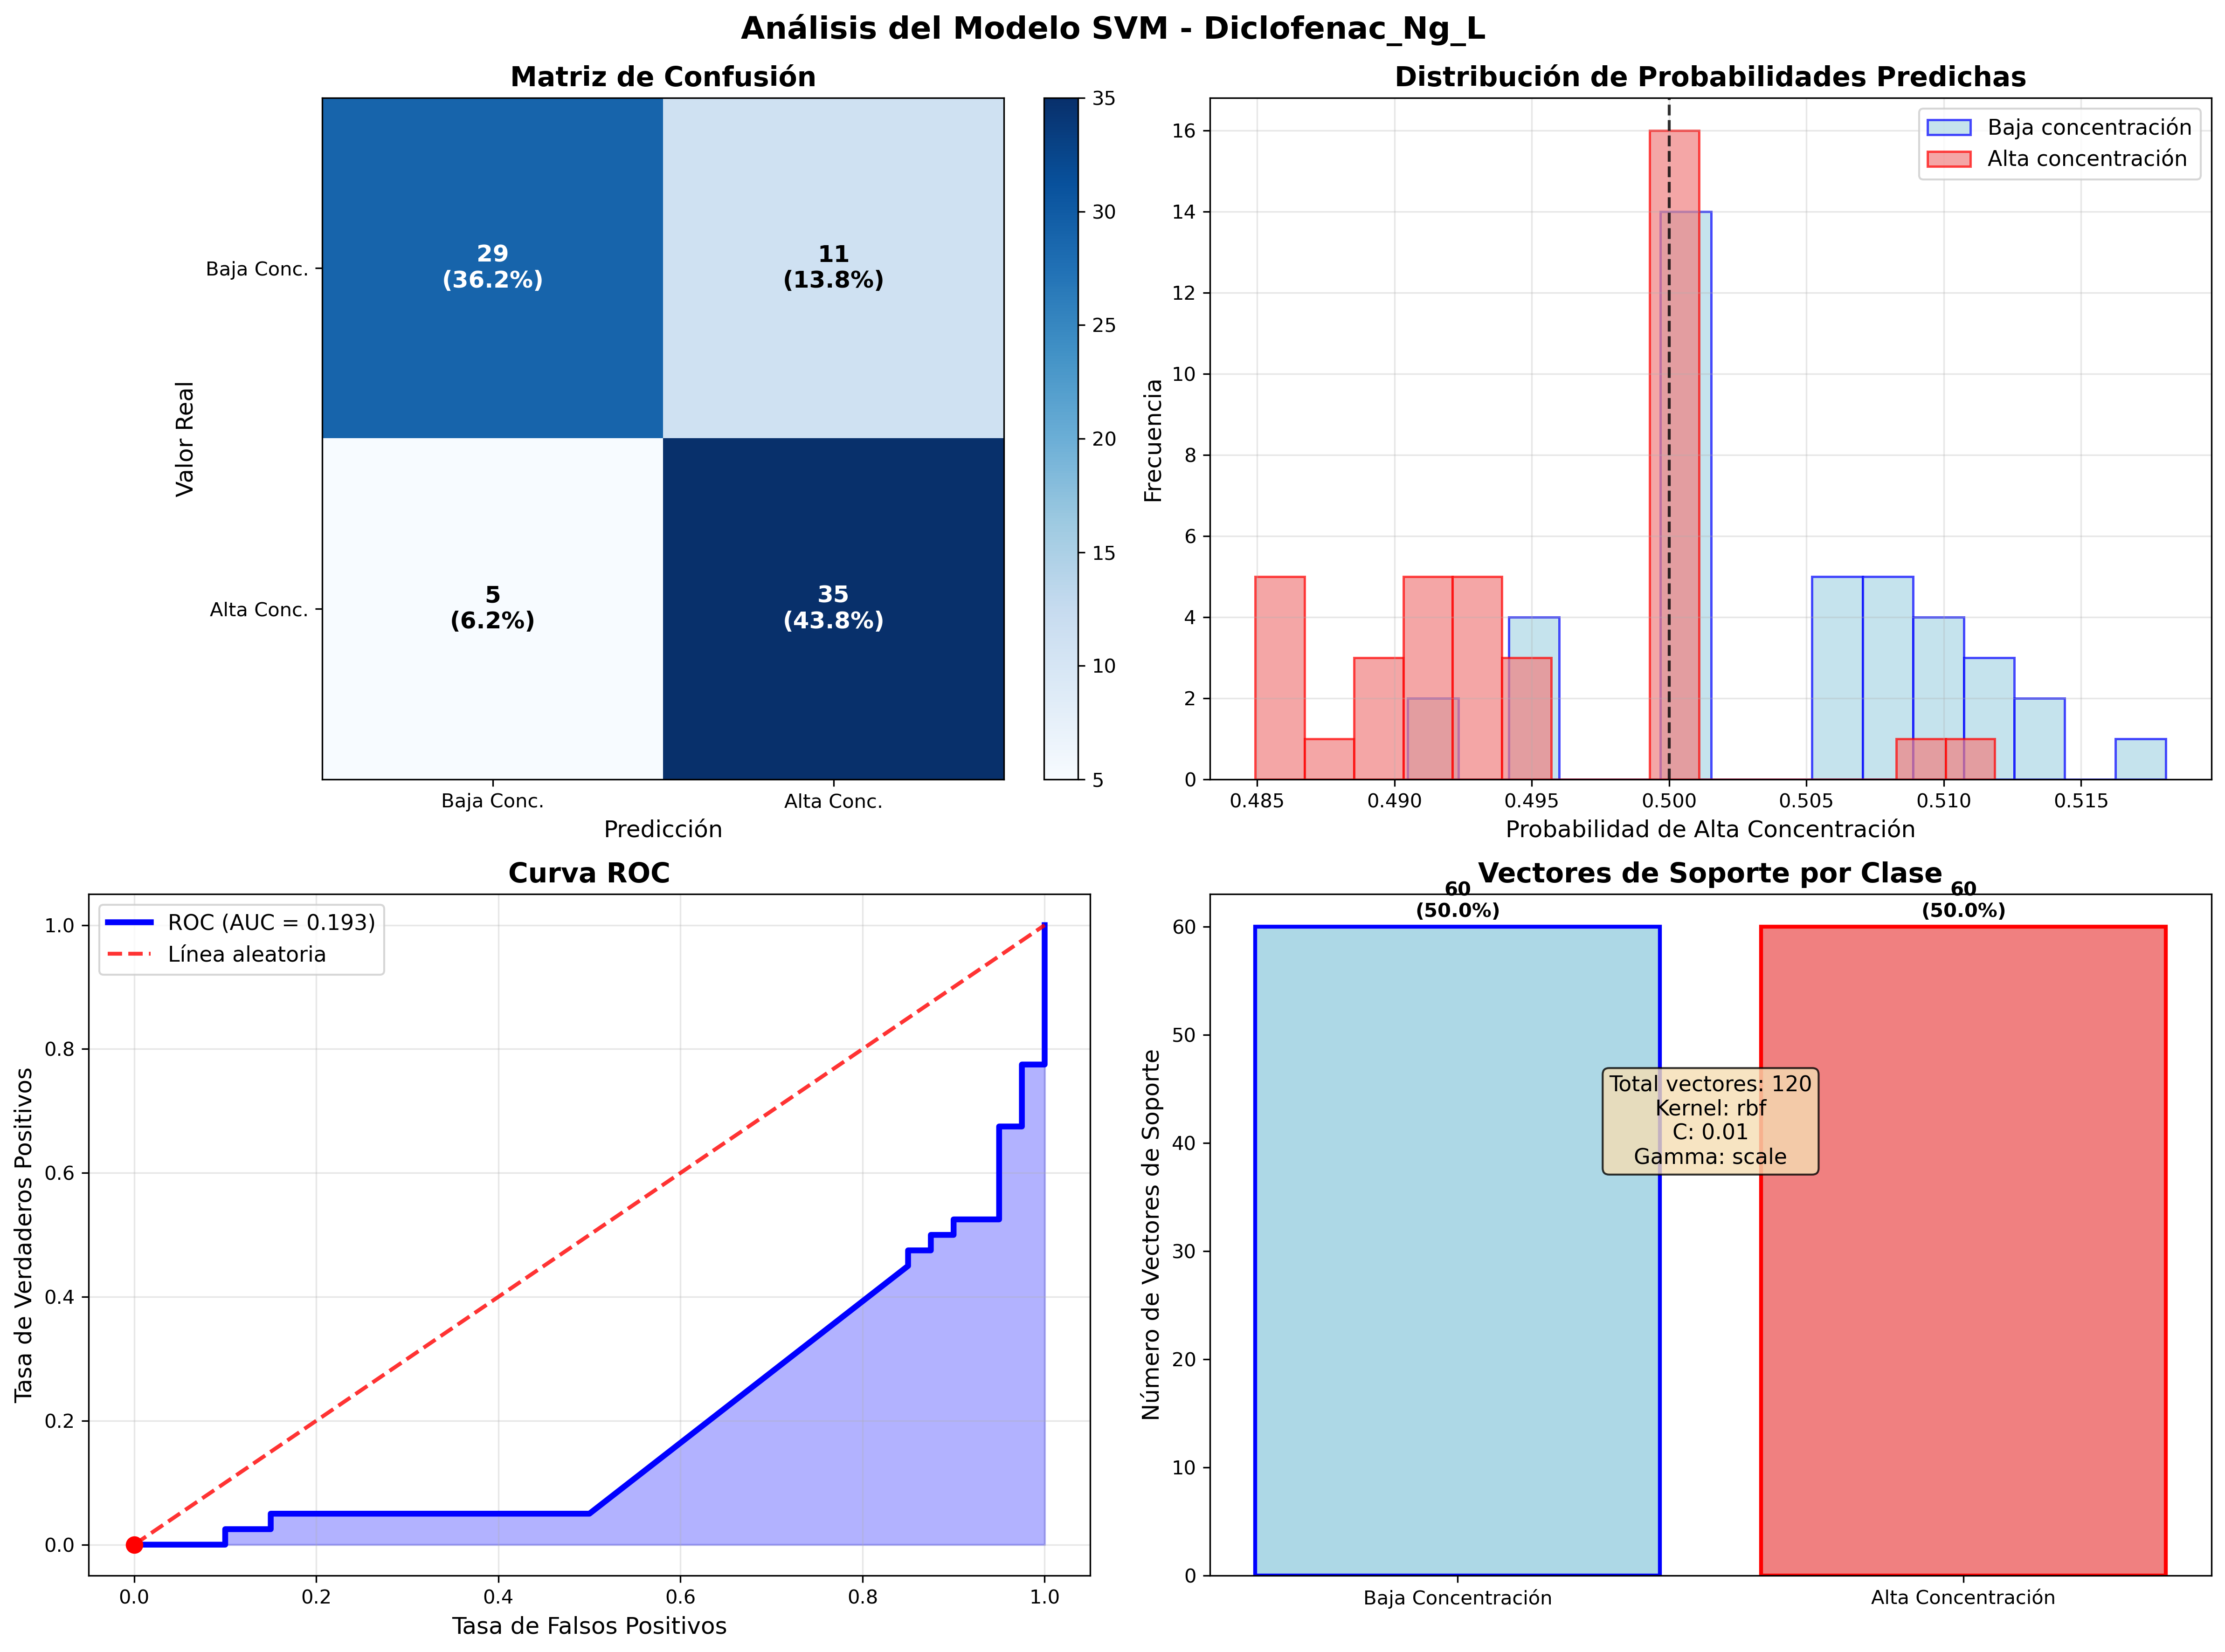 Análisis del Modelo SVM - Diclofenac_Ng_L
Matriz de Confusión
29
(36.2%)
11
(13.8%)
5
(6.2%)
35
(43.8%)
Baja Conc.
Alta Conc.
Valor Real
Baja Conc.
Alta Conc.
Predicción
35
30
25
20
15
10
5
Distribución de Probabilidades Predichas
Baja concentración
Alta concentración
16
14
12
10
8
6
4
2
0
Frecuencia
0.485
0.490
0.495
0.500
0.505
0.510
0.515
Probabilidad de Alta Concentración
Curva ROC
ROC (AUC = 0.193)
Línea aleatoria
1.0
0.8
0.6
0.4
0.2
0.0
Tasa de Verdaderos Positivos
0.0
0.2
0.4
0.6
0.8
1.0
Tasa de Falsos Positivos
Vectores de Soporte por Clase
60
(50.0%)
60
(50.0%)
Total vectores: 120
Kernel: rbf
C: 0.01
Gamma: scale
60
50
40
30
20
10
0
Número de Vectores de Soporte
Baja Concentración
Alta Concentración